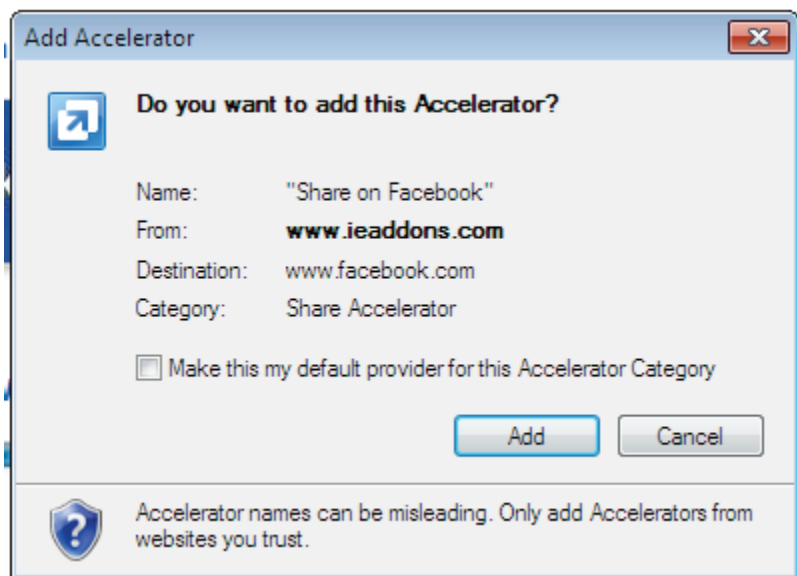 Add Accelerator
Do you want to add this Accelerator?
Name: "Share on Facebook"
From: www.ieaddons.com
Destination: www.facebook.com
Category: Share Accelerator
Make this my default provider for this Accelerator Category
Add Cancel
Accelerator names can be misleading. Only add Accelerators from
websites you trust.